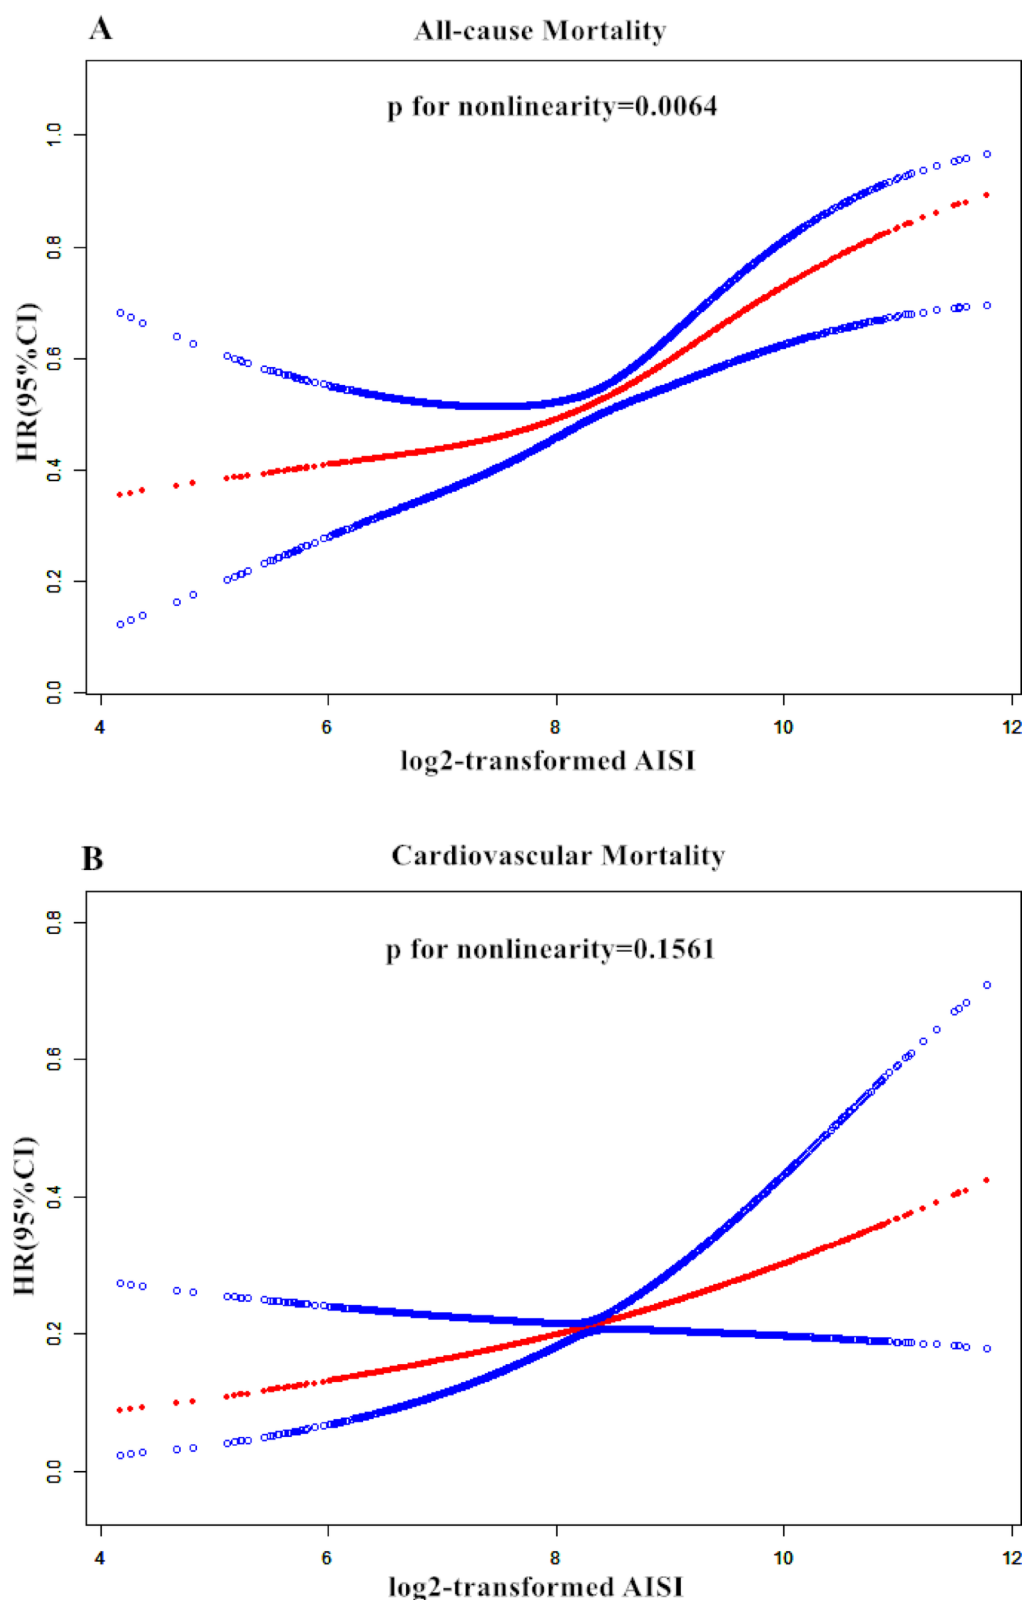 A
All-cause Mortality
p for nonlinearity=0.0064
HR(95%CI)
1.0
0.8
0.6
0.4
0.2
0.0
4 6 8 10 12
log2-transformed AISI
B
Cardiovascular Mortality
p for nonlinearity=0.1561
HR(95%CI)
0.8
0.6
0.4
0.2
0.0
4 6 8 10 12
log2-transformed AISI